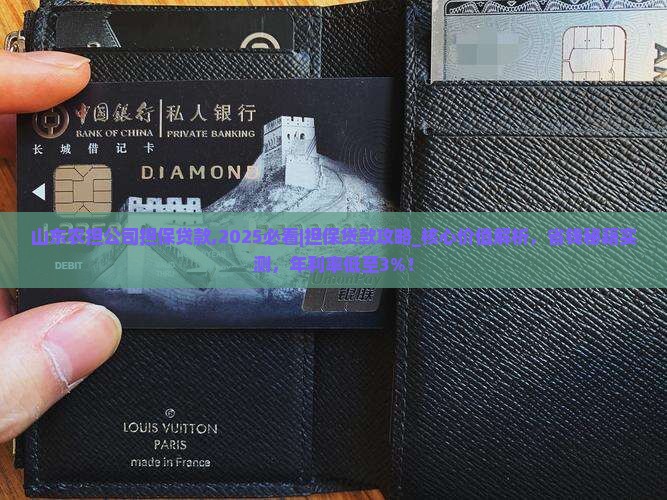 中国银行 私人银行
BANK OF CHINA PRIVATE BANKING
长城借记卡
DIAMOND
山东农担公司担保贷款,2025必看|担保贷款攻略_核心价值解析，省钱秘籍实
测，年利率低至3%！
DEBIT
银联
LOUIS VUITTON
PARIS
made in France